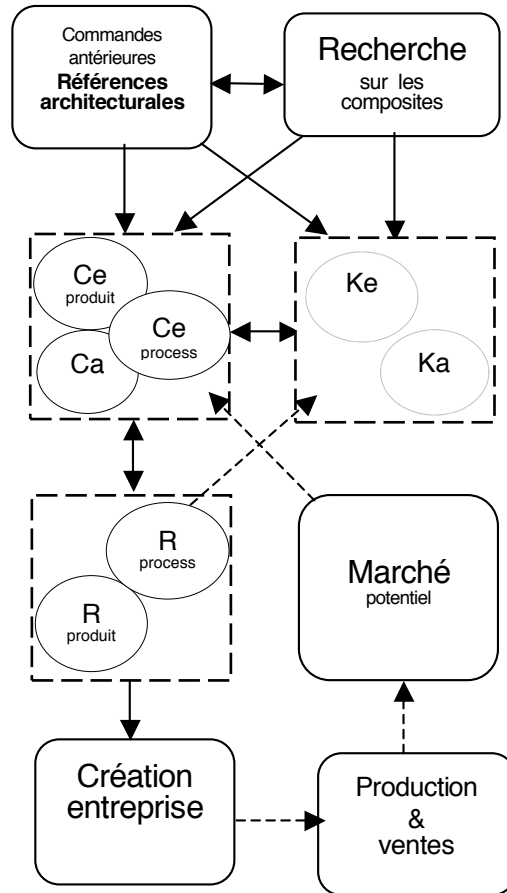 Commandes
antérieures
Références
architecturales
Recherche
sur les
composites
Ce
produit
Ce
process
Ca
Ke
Ka
R
process
R
produit
Marché
potentiel
Création
entreprise
Production
&
ventes